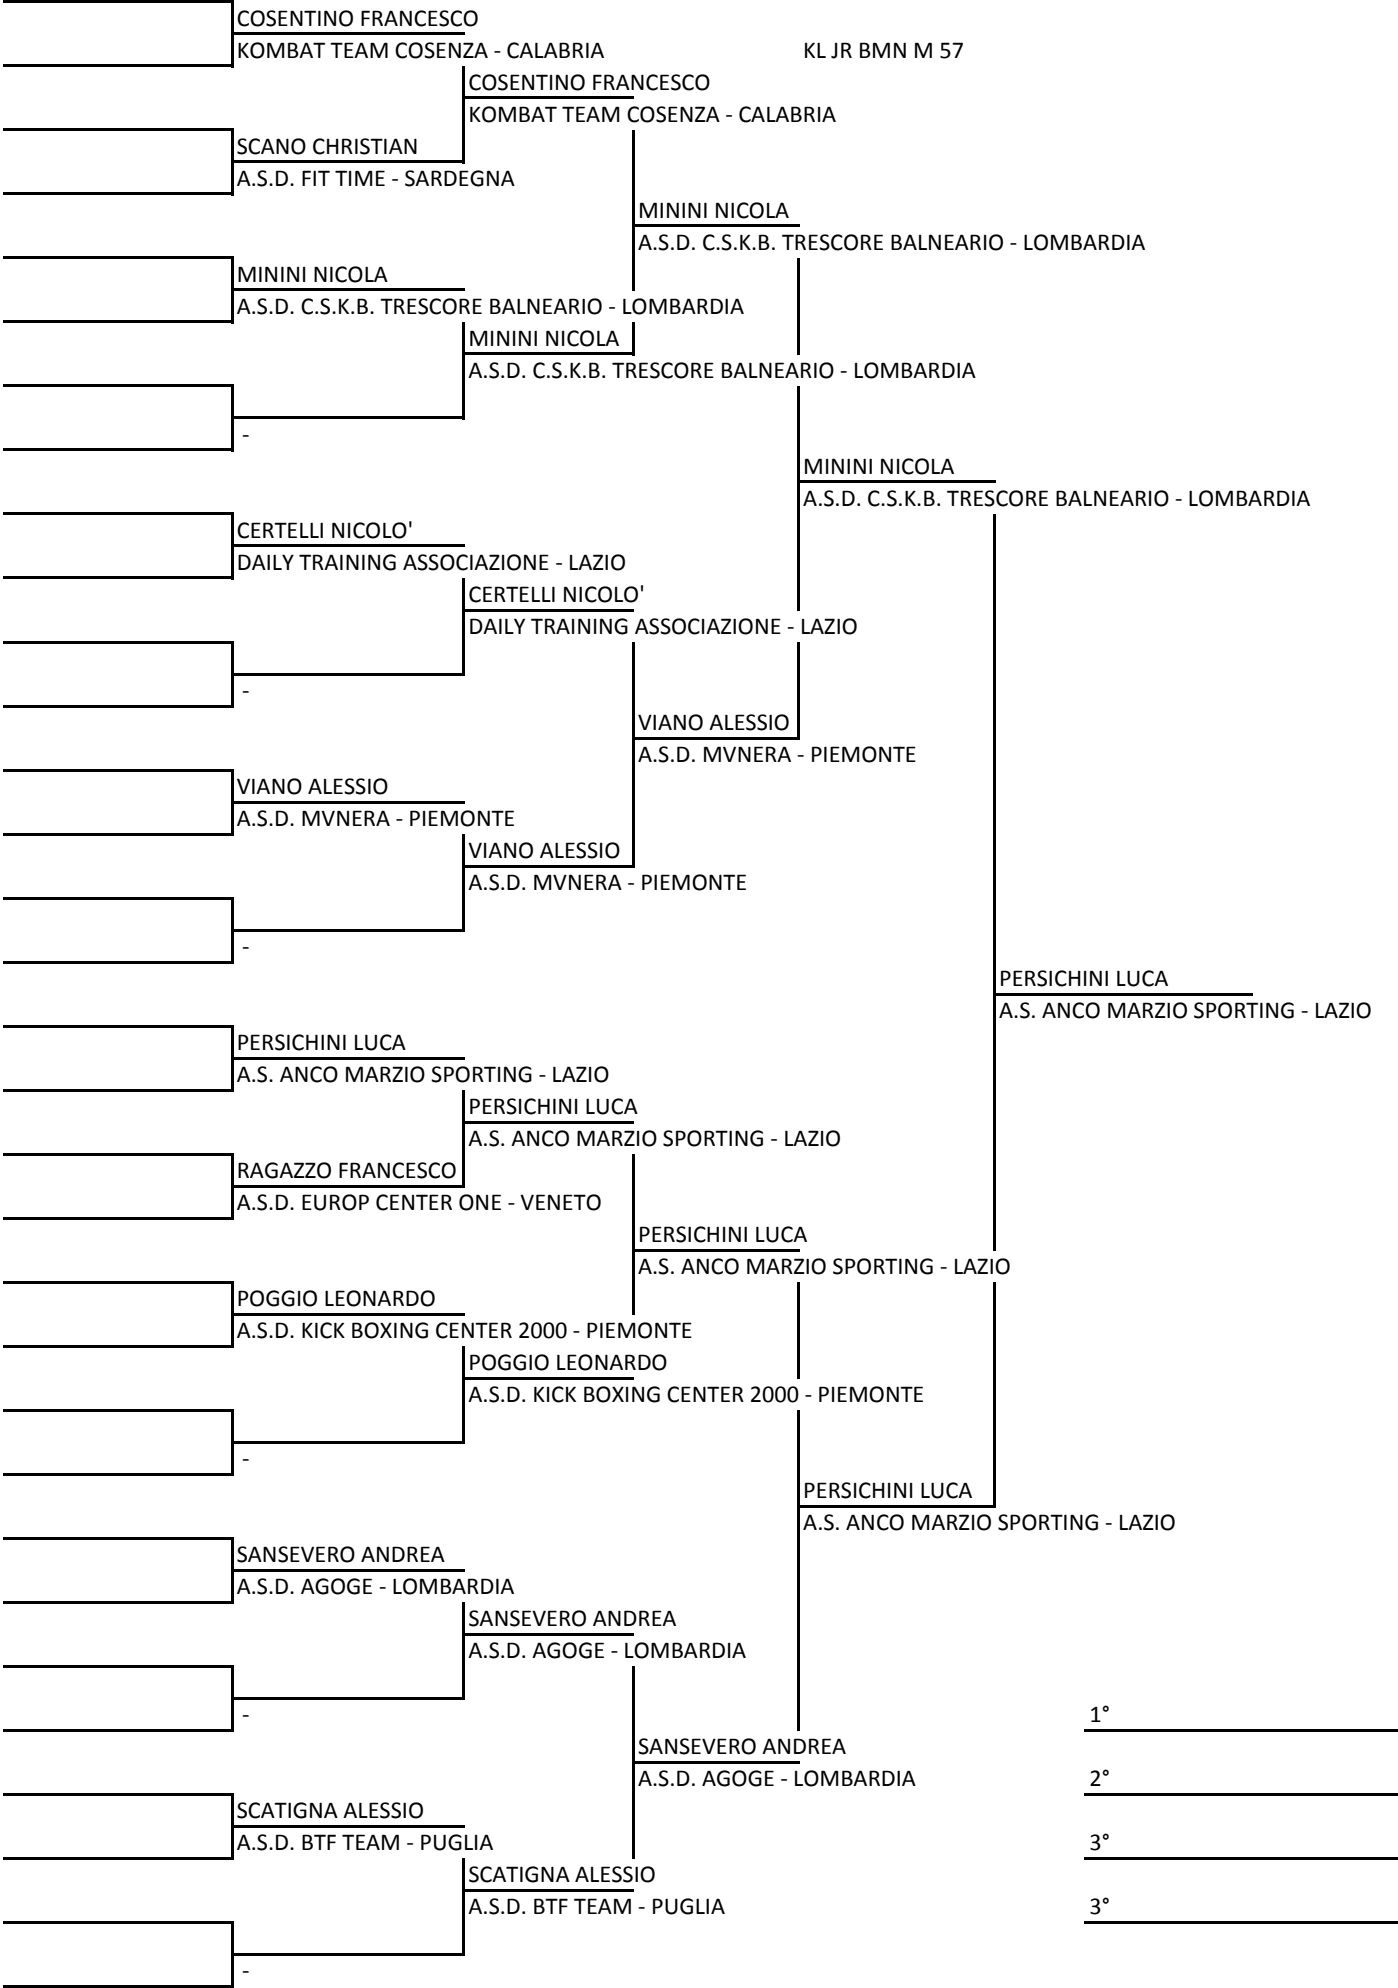 COSENTINO FRANCESCO
KOMBAT TEAM COSENZA - CALABRIA
KL JR BMN M 57
COSENTINO FRANCESCO
KOMBAT TEAM COSENZA - CALABRIA
SCANO CHRISTIAN
A.S.D. FIT TIME - SARDEGNA
MININI NICOLA
A.S.D. C.S.K.B. TRESCORE BALNEARIO - LOMBARDIA
MININI NICOLA
A.S.D. C.S.K.B. TRESCORE BALNEARIO - LOMBARDIA
MININI NICOLA
A.S.D. C.S.K.B. TRESCORE BALNEARIO - LOMBARDIA
-
MININI NICOLA
A.S.D. C.S.K.B. TRESCORE BALNEARIO - LOMBARDIA
CERTELLI NICOLO'
DAILY TRAINING ASSOCIAZIONE - LAZIO
CERTELLI NICOLO'
DAILY TRAINING ASSOCIAZIONE - LAZIO
-
VIANO ALESSIO
A.S.D. MVNERA - PIEMONTE
VIANO ALESSIO
A.S.D. MVNERA - PIEMONTE
VIANO ALESSIO
A.S.D. MVNERA - PIEMONTE
-
PERSICHINI LUCA
A.S. ANCO MARZIO SPORTING - LAZIO
PERSICHINI LUCA
A.S. ANCO MARZIO SPORTING - LAZIO
PERSICHINI LUCA
A.S. ANCO MARZIO SPORTING - LAZIO
RAGAZZO FRANCESCO
A.S.D. EUROP CENTER ONE - VENETO
PERSICHINI LUCA
A.S. ANCO MARZIO SPORTING - LAZIO
POGGIO LEONARDO
A.S.D. KICK BOXING CENTER 2000 - PIEMONTE
POGGIO LEONARDO
A.S.D. KICK BOXING CENTER 2000 - PIEMONTE
-
PERSICHINI LUCA
A.S. ANCO MARZIO SPORTING - LAZIO
SANSEVERO ANDREA
A.S.D. AGOGE - LOMBARDIA
SANSEVERO ANDREA
A.S.D. AGOGE - LOMBARDIA
-
1°
SANSEVERO ANDREA
A.S.D. AGOGE - LOMBARDIA
2°
SCATIGNA ALESSIO
A.S.D. BTF TEAM - PUGLIA
3°
SCATIGNA ALESSIO
A.S.D. BTF TEAM - PUGLIA
3°
-